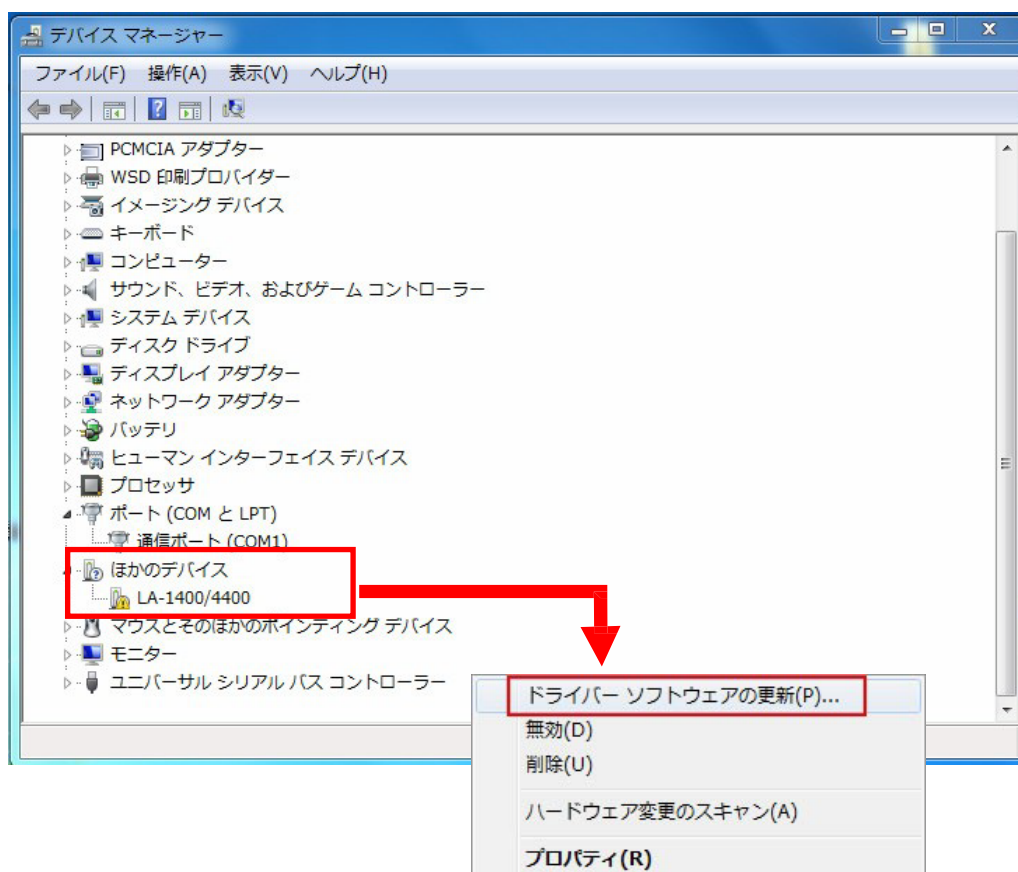 デバイス マネージャー
ファイル(F) 操作(A) 表示(V) ヘルプ(H)
PCMCIA アダプター
WSD 印刷プロバイダー
イメージング デバイス
キーボード
コンピューター
サウンド、ビデオ、およびゲーム コントローラー
システム デバイス
ディスク ドライブ
ディスプレイ アダプター
ネットワーク アダプター
バッテリ
ヒューマン インターフェイス デバイス
プロセッサ
ポート (COM と LPT)
通信ポート (COM1)
ほかのデバイス
LA-1400/4400
マウスとそのほかのポインティング デバイス
モニター
ユニバーサル シリアル バス コントローラー
ドライバー ソフトウェアの更新(P)...
無効(D)
削除(U)
ハードウェア変更のスキャン(A)
プロパティ(R)